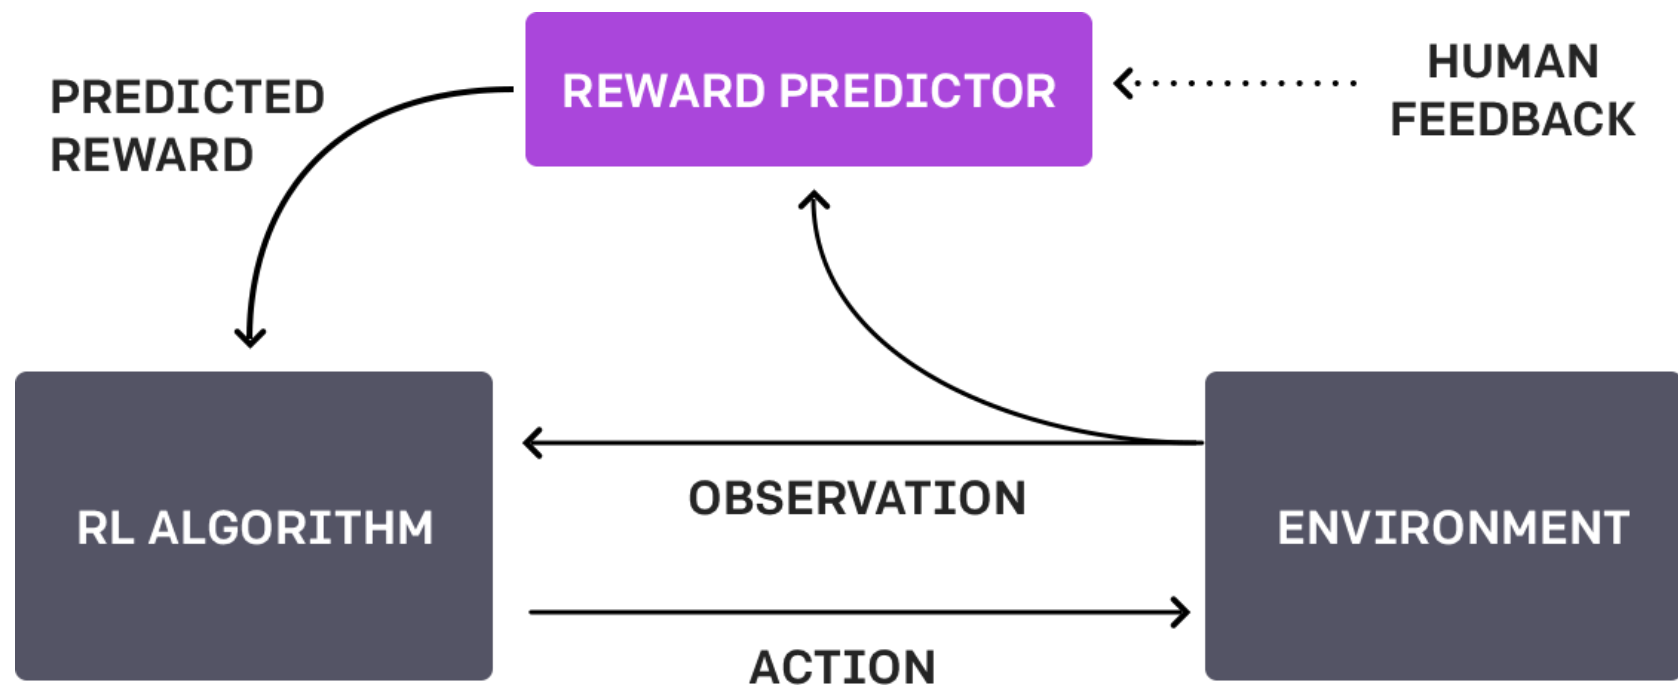 PREDICTED
REWARD
REWARD PREDICTOR
HUMAN
FEEDBACK
RL ALGORITHM
OBSERVATION
ACTION
ENVIRONMENT